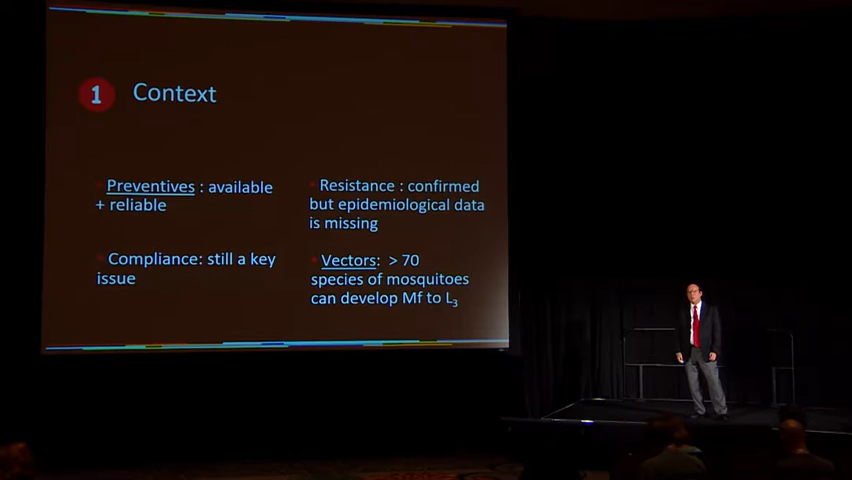 1 Context
Preventives : available
+ reliable
Compliance: still a key
issue
Resistance : confirmed
but epidemiological data
is missing
Vectors: > 70
species of mosquitoes
can develop Mf to L₃